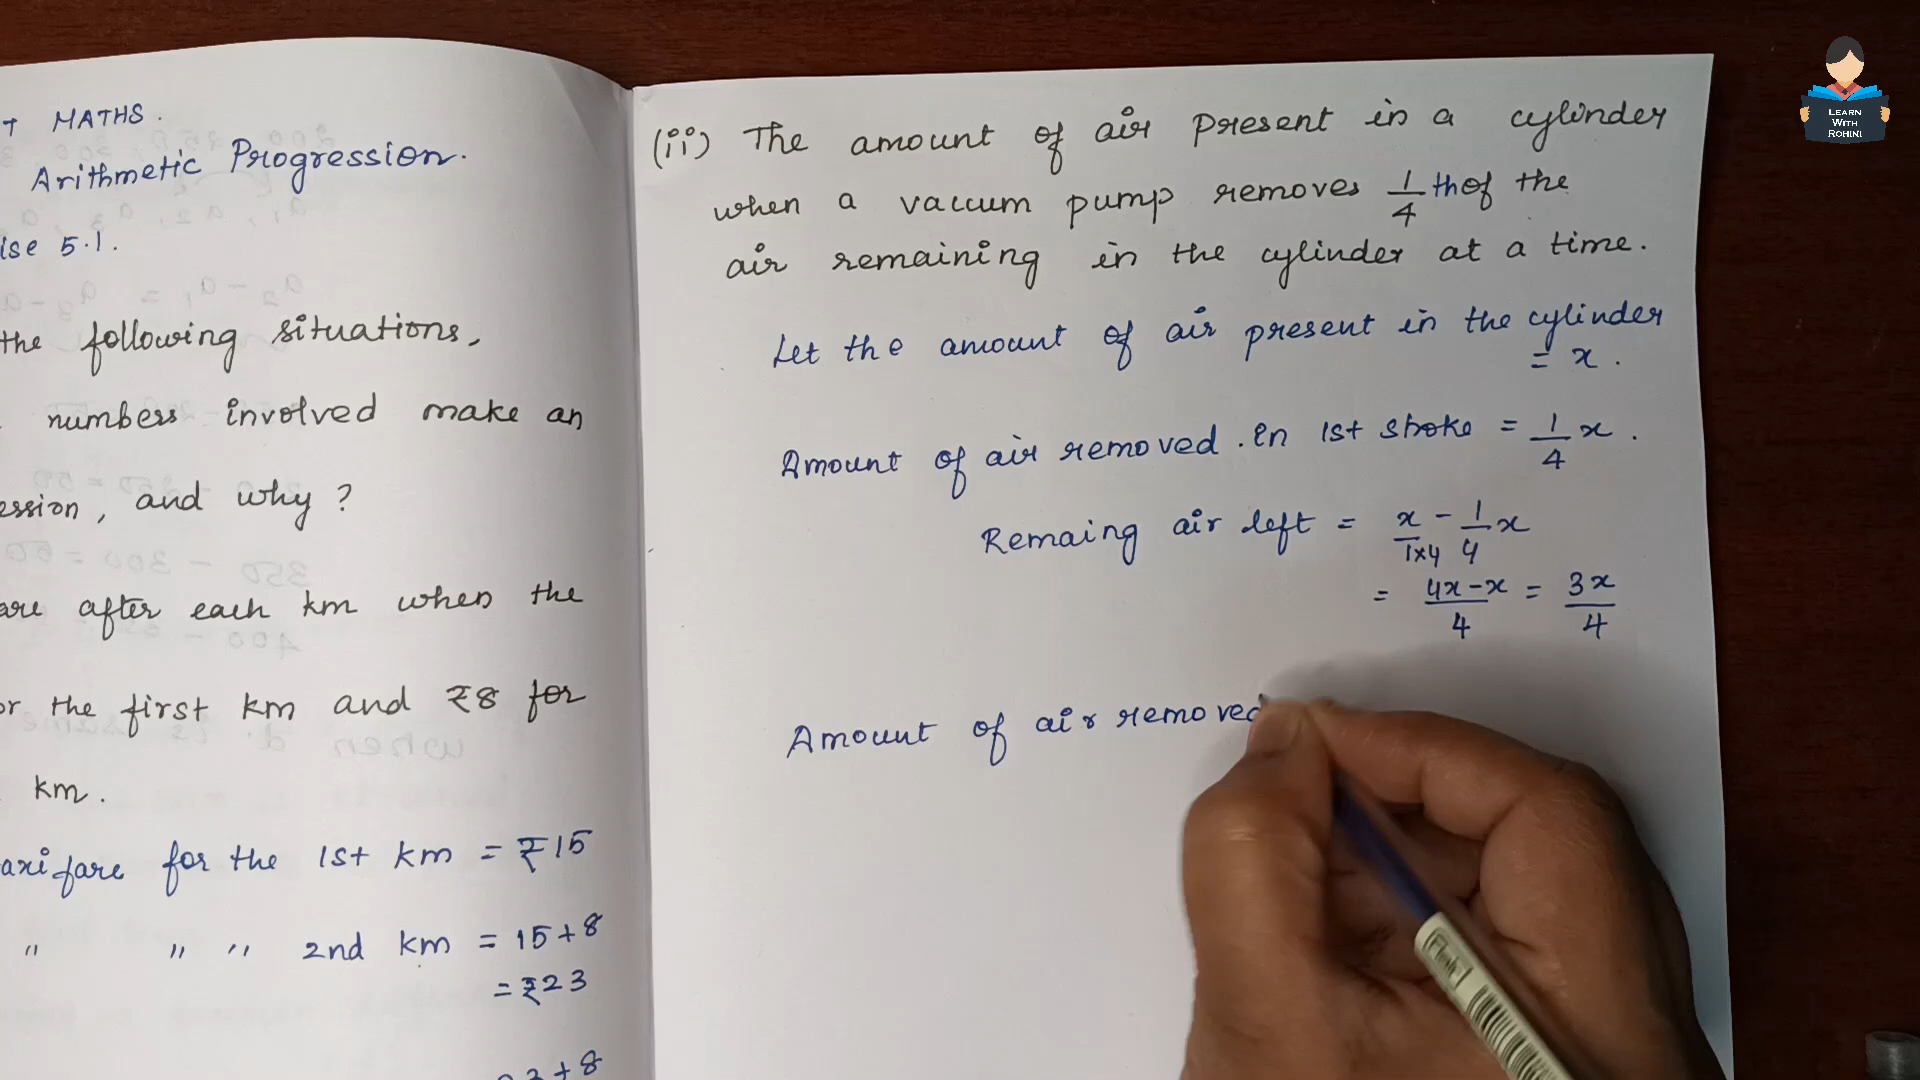 T MATHS.
Arithmetic Progression.
ise 5.1.
the following situations,
numbers involved make an
ession, and why?
are after each km when the
or the first km and ₹8 for
km.
axi fare for the 1st km = ₹15
" " " 2nd km = 15+8
= ₹23
+8
(ii) The amount of air present in a cylinder
when a vaccum pump removes 1/4 th of the
air remaining in the cylinder at a time.
Let the amount of air present in the cylinder
= x.
Amount of air removed. In 1st stroke = 1/4 x.
Remaing air left = x/1×4 - 1/4 x
= 4x-x/4 = 3x/4
Amount of air removed
LEARN
WITH
ROHINI